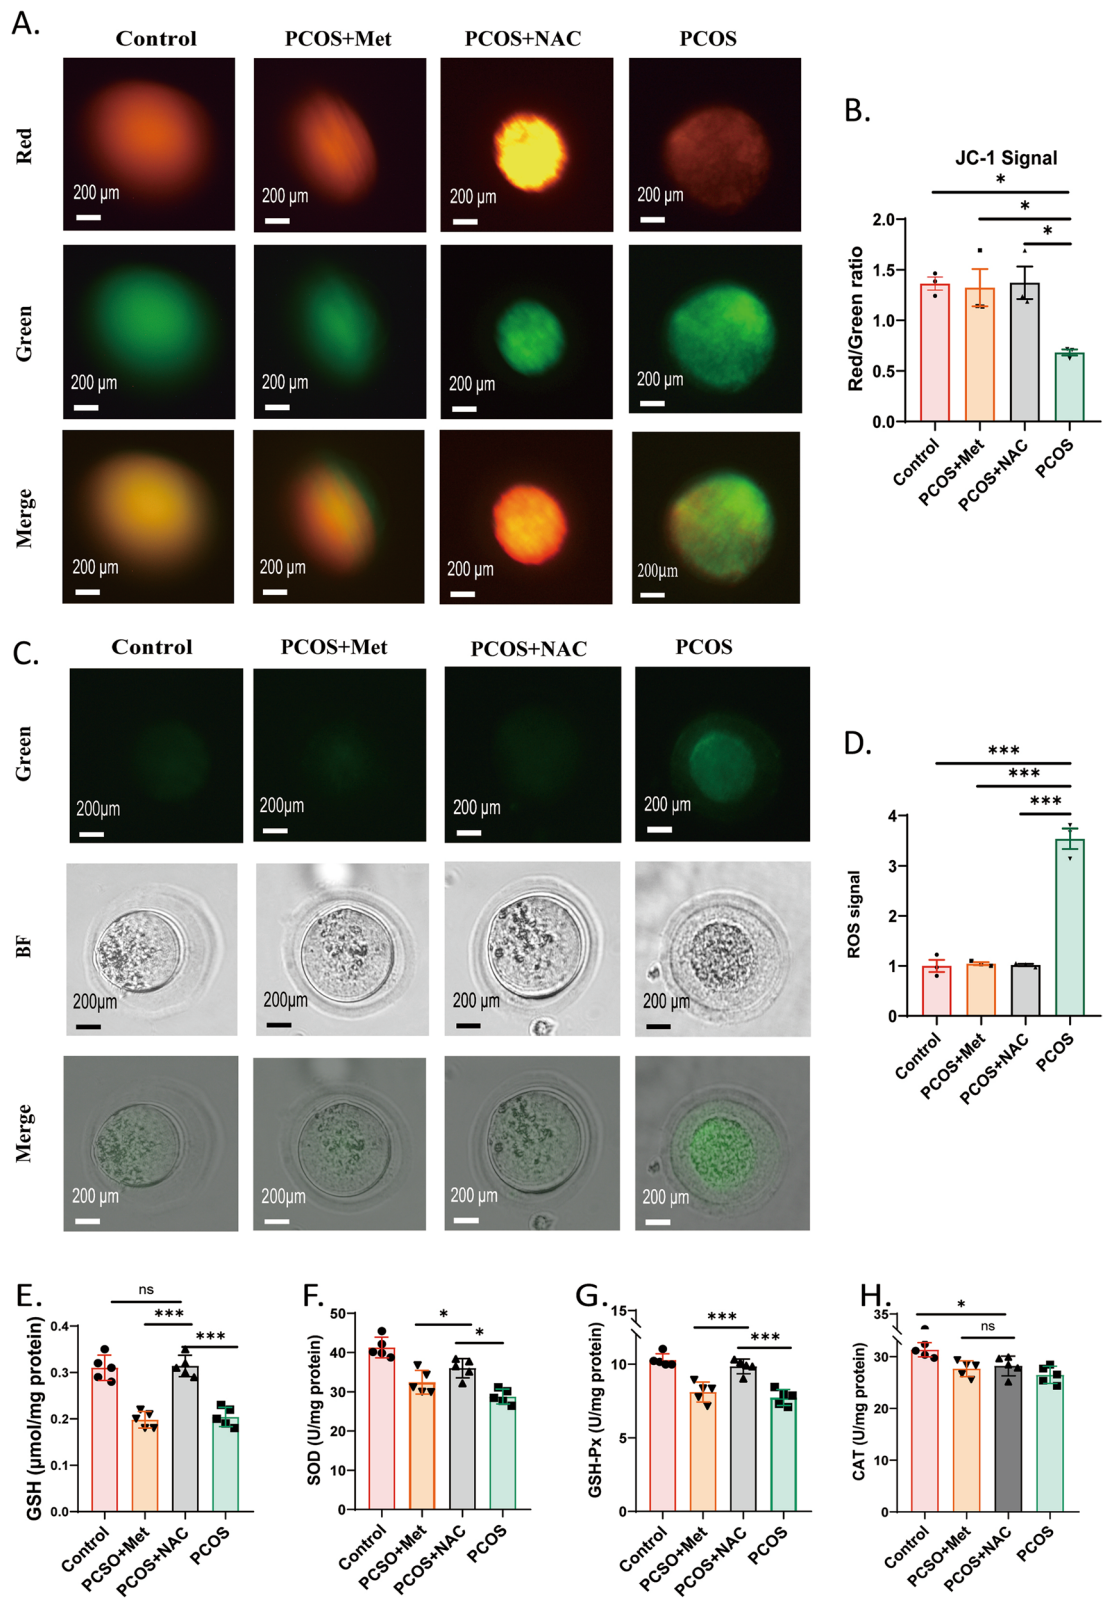 A.
Control PCOS+Met PCOS+NAC PCOS
Red
200 μm 200 μm 200 μm 200 μm
Green
200 μm 200 μm 200 μm 200 μm
Merge
200 μm 200 μm 200 μm 200μm
B.
JC-1 Signal
*
*
*
Red/Green ratio
2.0
1.5
1.0
0.5
0.0
Control PCOS+Met PCOS+NAC PCOS
C.
Control PCOS+Met PCOS+NAC PCOS
Green
200μm 200μm 200μm 200 μm
BF
200μm 200μm 200μm 200 μm
Merge
200 μm 200μm 200 μm 200 μm
D.
***
***
***
ROS signal
4
3
2
1
0
Control PCOS+Met PCOS+NAC PCOS
E.
ns
***
***
GSH (μmol/mg protein)
0.4
0.3
0.2
0.1
0.0
Control PCSO+Met PCOS+NAC PCOS
F.
*
*
SOD (U/mg protein)
50
40
30
20
10
0
Control PCSO+Met PCOS+NAC PCOS
G.
***
***
GSH-Px (U/mg protein)
15
10
5
0
Control PCSO+Met PCOS+NAC PCOS
H.
*
ns
CAT (U/mg protein)
35
30
20
10
0
Control PCSO+Met PCOS+NAC PCOS